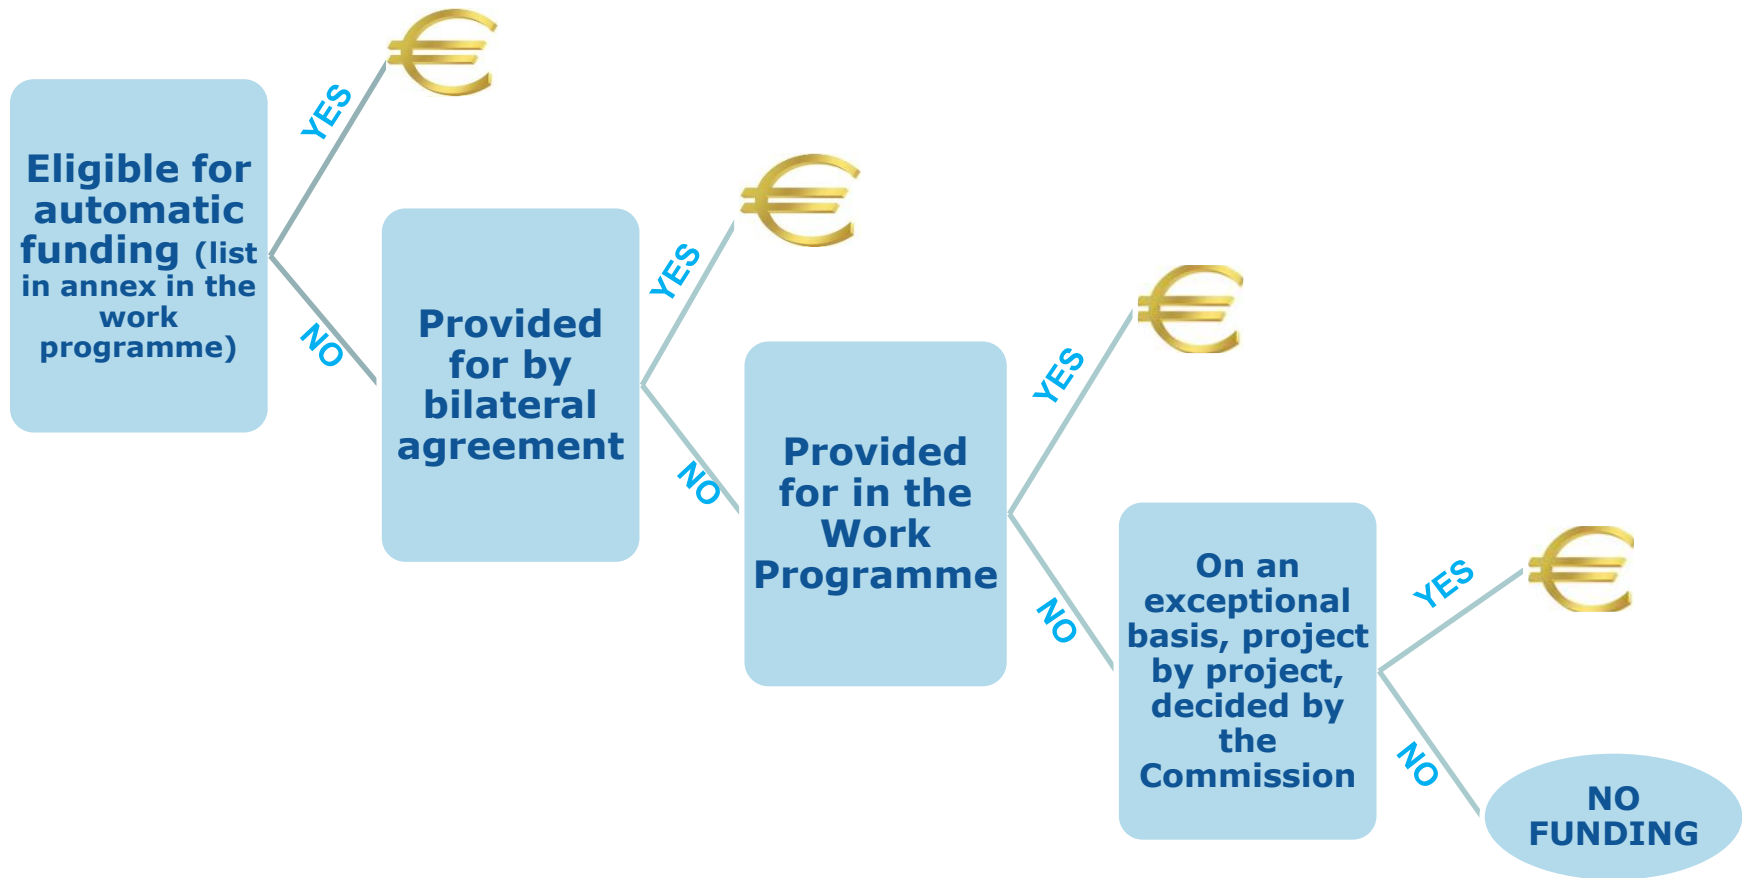 YES
Eligible for
automatic
funding (list
in annex in the
work
programme)
NO
YES
Provided
for by
bilateral
agreement
NO
YES
Provided
for in the
Work
Programme
NO
YES
On an
exceptional
basis, project
by project,
decided by
the
Commission
NO
NO
FUNDING